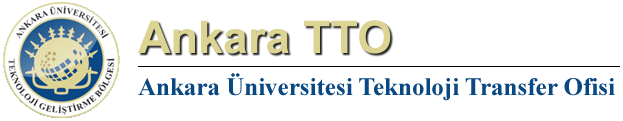 ANKARA ÜNİVERSİTESİ
TEKNOLOJİ GELİŞTİRME BÖLGESİ
Ankara TTO
Ankara Üniversitesi Teknoloji Transfer Ofisi